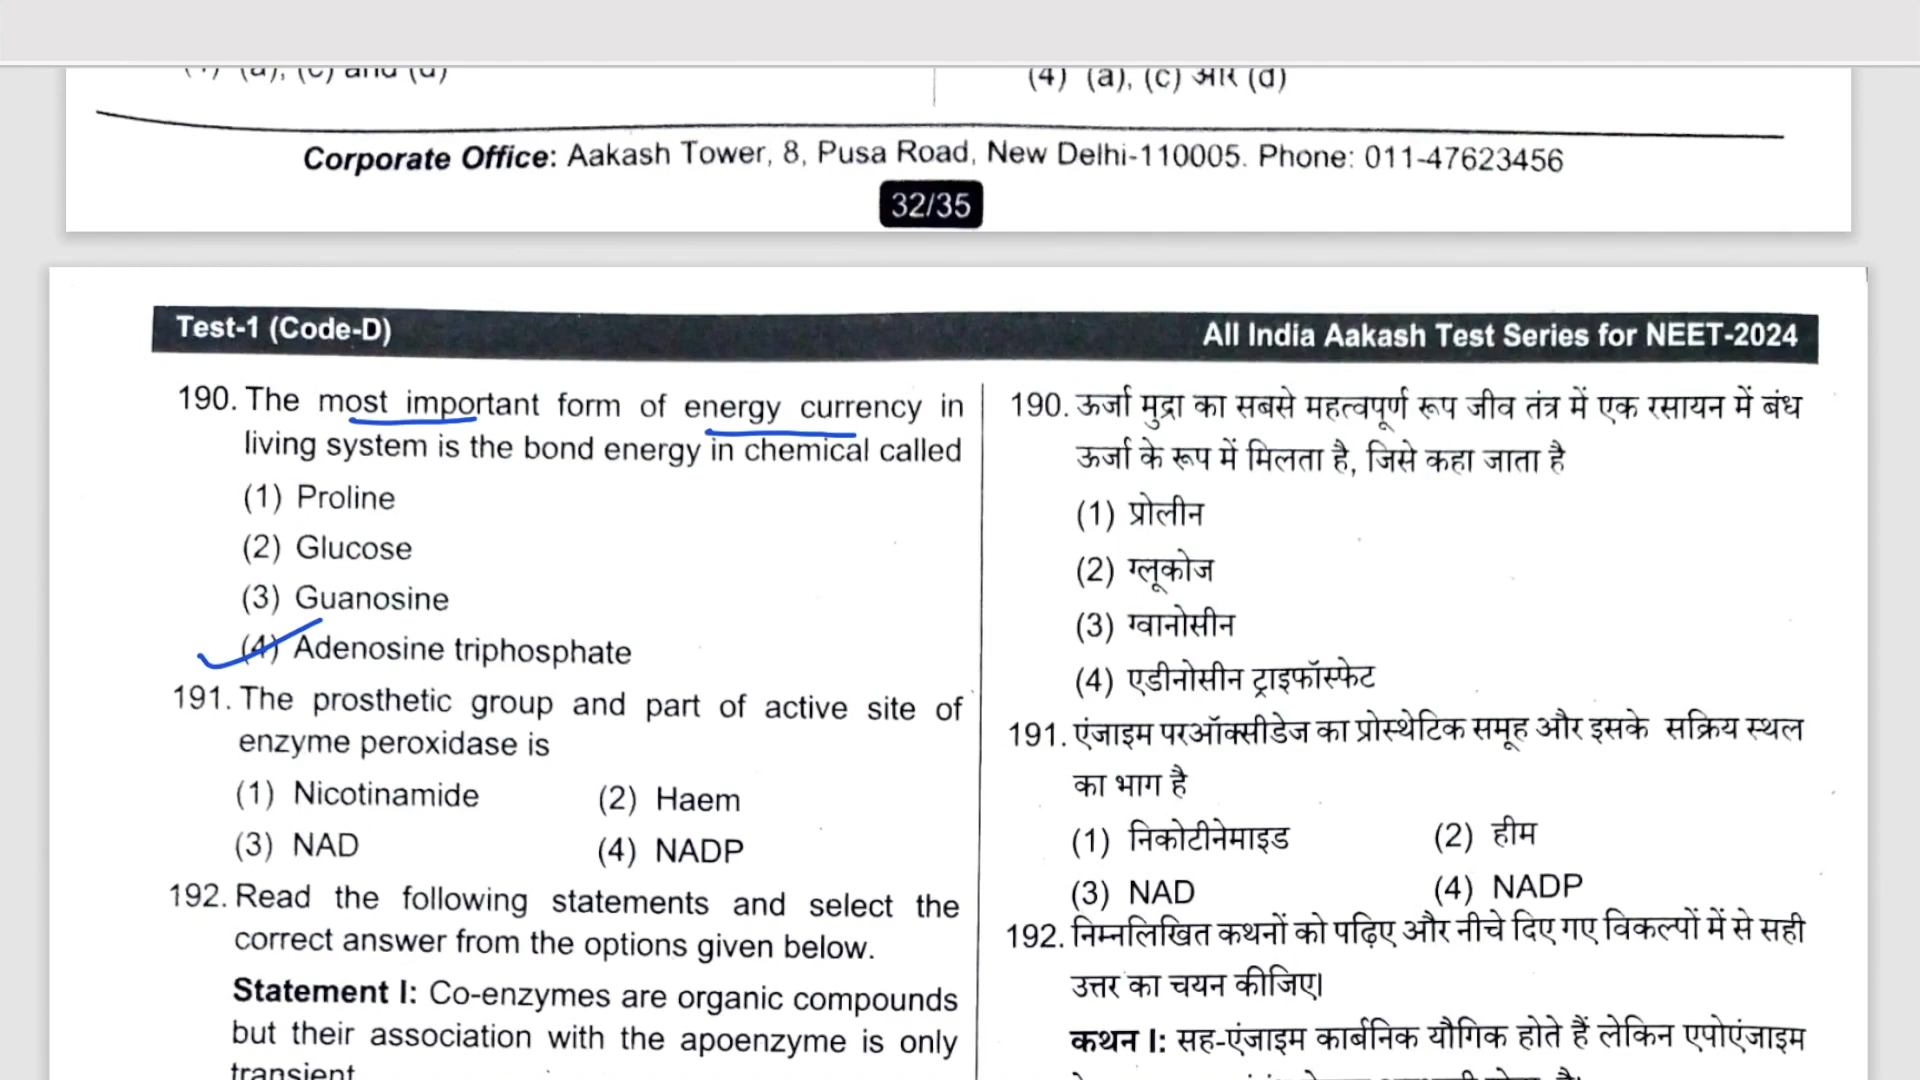 (a), (c) and (d)
(4) (a), (c) और (d)
Corporate Office: Aakash Tower, 8, Pusa Road, New Delhi-110005. Phone: 011-47623456
32/35
Test-1 (Code-D)
All India Aakash Test Series for NEET-2024
190. The most important form of energy currency in
living system is the bond energy in chemical called
(1) Proline
(2) Glucose
(3) Guanosine
(4) Adenosine triphosphate
191. The prosthetic group and part of active site of
enzyme peroxidase is
(1) Nicotinamide
(2) Haem
(3) NAD
(4) NADP
192. Read the following statements and select the
correct answer from the options given below.
Statement I: Co-enzymes are organic compounds
but their association with the apoenzyme is only
transient
190. ऊर्जा मुद्रा का सबसे महत्वपूर्ण रूप जीव तंत्र में एक रसायन में बंध
ऊर्जा के रूप में मिलता है, जिसे कहा जाता है
(1) प्रोलीन
(2) ग्लूकोज
(3) ग्वानोसीन
(4) एडीनोसीन ट्राइफॉस्फेट
191. एंजाइम परऑक्सीडेज का प्रोस्थेटिक समूह और इसके सक्रिय स्थल
का भाग है
(1) निकोटीनेमाइड
(2) हीम
(3) NAD
(4) NADP
192. निम्नलिखित कथनों को पढ़िए और नीचे दिए गए विकल्पों में से सही
उत्तर का चयन कीजिए।
कथन I: सह-एंजाइम कार्बनिक यौगिक होते हैं लेकिन एपोएंजाइम